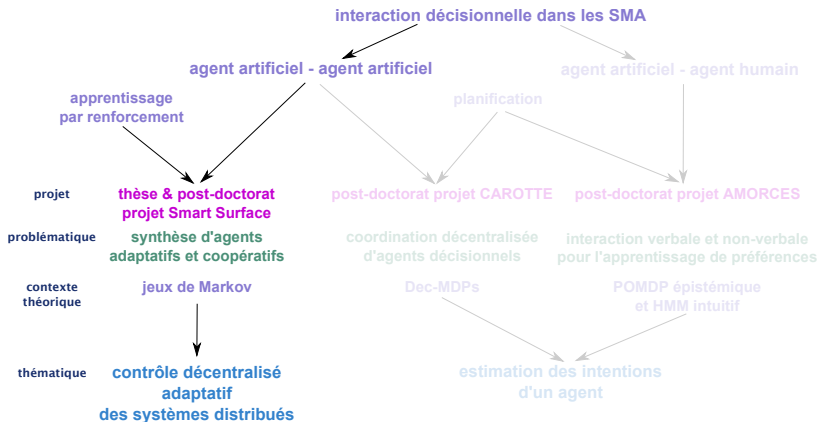 interaction décisionnelle dans les SMA
agent artificiel - agent artificiel
agent artificiel - agent humain
apprentissage
par renforcement
planification
projet
thèse & post-doctorat
projet Smart Surface
post-doctorat projet CAROTTE
post-doctorat projet AMORCES
problématique
synthèse d'agents
adaptatifs et coopératifs
coordination décentralisée
d'agents décisionnels
interaction verbale et non-verbale
pour l'apprentissage de préférences
contexte
théorique
jeux de Markov
Dec-MDPs
POMDP épistémique
et HMM intuitif
thématique
contrôle décentralisé
adaptatif
des systèmes distribués
estimation des intentions
d'un agent